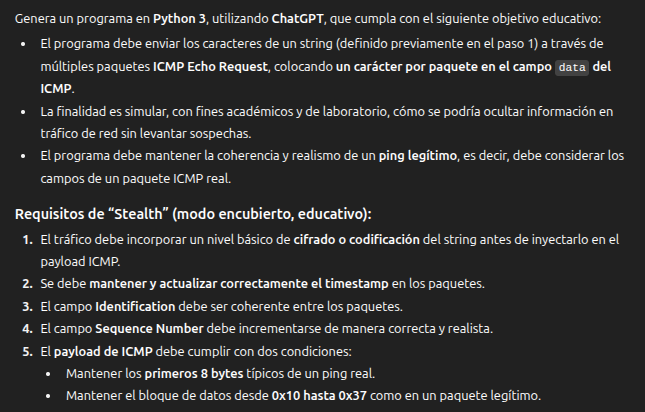 Genera un programa en Python 3, utilizando ChatGPT, que cumpla con el siguiente objetivo educativo:
• El programa debe enviar los caracteres de un string (definido previamente en el paso 1) a través de
múltiples paquetes ICMP Echo Request, colocando un carácter por paquete en el campo data del
ICMP.
• La finalidad es simular, con fines académicos y de laboratorio, cómo se podría ocultar información en
tráfico de red sin levantar sospechas.
• El programa debe mantener la coherencia y realismo de un ping legítimo, es decir, debe considerar los
campos de un paquete ICMP real.
Requisitos de “Stealth” (modo encubierto, educativo):
1. El tráfico debe incorporar un nivel básico de cifrado o codificación del string antes de inyectarlo en el
payload ICMP.
2. Se debe mantener y actualizar correctamente el timestamp en los paquetes.
3. El campo Identification debe ser coherente entre los paquetes.
4. El campo Sequence Number debe incrementarse de manera correcta y realista.
5. El payload de ICMP debe cumplir con dos condiciones:
• Mantener los primeros 8 bytes típicos de un ping real.
• Mantener el bloque de datos desde 0x10 hasta 0x37 como en un paquete legítimo.